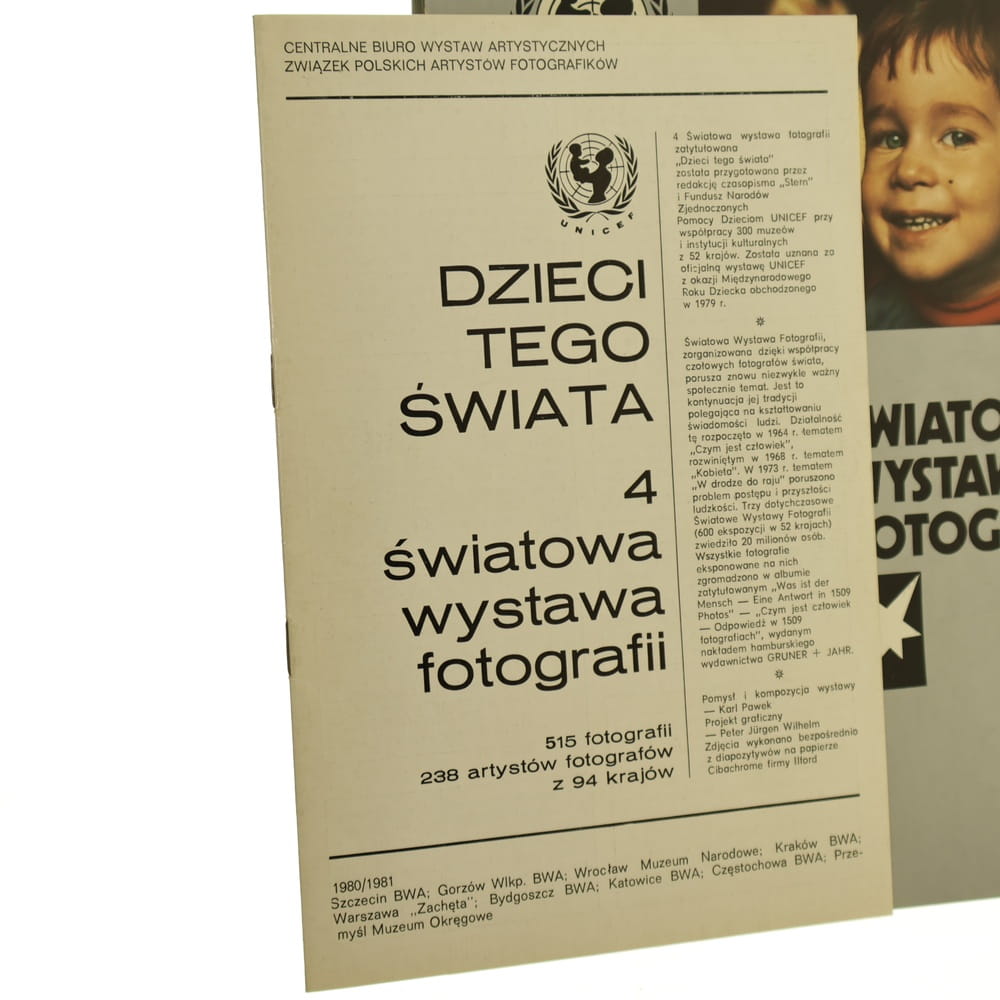 CENTRALNE BIURO WYSTAW ARTYSTYCZNYCH
ZWIĄZEK POLSKICH ARTYSTÓW FOTOGRAFIKÓW
UNICEF
DZIECI
TEGO
ŚWIATA
4
światowa
wystawa
fotografii
515 fotografii
238 artystów fotografów
z 94 krajów
4 Światowa wystawa fotografii
zatytułowana
„Dzieci tego świata"
została przygotowana przez
redakcję czasopisma „Stern"
i Fundusz Narodów
Zjednoczonych
Pomocy Dzieciom UNICEF przy
współpracy 300 muzeów
i instytucji kulturalnych
z 52 krajów. Została uznana za
oficjalną wystawę UNICEF
z okazji Międzynarodowego
Roku Dziecka obchodzonego
w 1979 r.
Światowa Wystawa Fotografii,
zorganizowana dzięki współpracy
czołowych fotografów świata,
porusza znowu niezwykle ważny
społecznie temat. Jest to
kontynuacja jej tradycji
polegająca na kształtowaniu
świadomości ludzi. Działalność
tę rozpoczęto w 1964 r. tematem
„Czym jest człowiek",
rozwiniętym w 1968 r. tematem
„Kobieta". W 1973 r. tematem
„W drodze do raju" poruszono
problem postępu i przyszłości
ludzkości. Trzy dotychczasowe
Światowe Wystawy Fotografii
(600 ekspozycji w 52 krajach)
zwiedziło 20 milionów osób.
Wszystkie fotografie
eksponowane na nich
zgromadzono w albumie
zatytułowanym „Was ist der
Mensch — Eine Antwort in 1509
Photos" — „Czym jest człowiek
— Odpowiedź w 1509
fotografiach", wydanym
nakładem hamburskiego
wydawnictwa GRUNER + JAHR.
Pomysł i kompozycja wystawy
— Karl Pawek
Projekt graficzny
— Peter Jürgen Wilhelm
Zdjęcia wykonano bezpośrednio
z diapozytywów na papierze
Cibachrome firmy Ilford
1980/1981
Szczecin BWA; Gorzów Wlkp. BWA; Wrocław Muzeum Narodowe; Kraków BWA;
Warszawa „Zachęta"; Bydgoszcz BWA; Katowice BWA; Częstochowa BWA; Prze-
myśl Muzeum Okręgowe
WIATO
WYSTAW
FOTOG